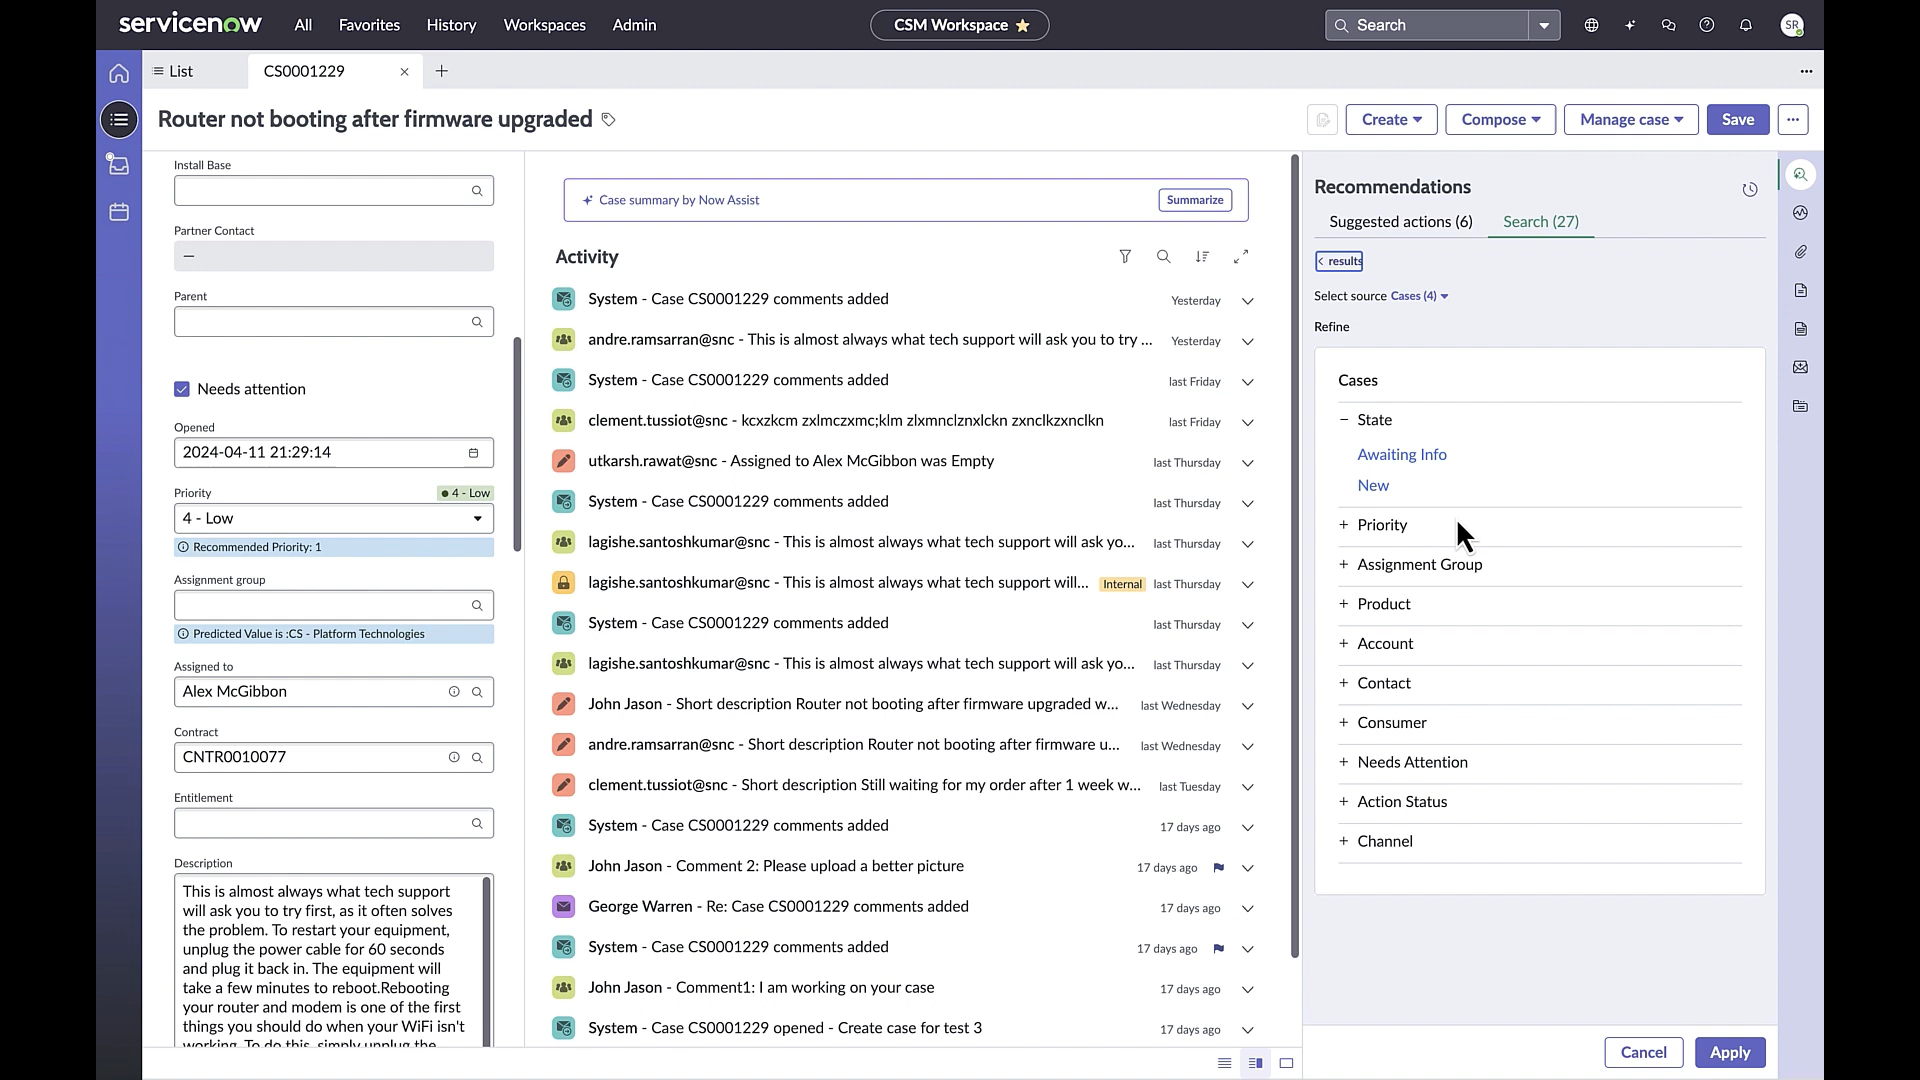 servicenow
All
Favorites
History
Workspaces
Admin
CSM Workspace
Search
SR
List
CS0001229
Router not booting after firmware upgraded
Create
Compose
Manage case
Save
Install Base
Partner Contact
—
Parent
Needs attention
Opened
2024-04-11 21:29:14
Priority
4 - Low
4 - Low
Recommended Priority: 1
Assignment group
Predicted Value is :CS - Platform Technologies
Assigned to
Alex McGibbon
Contract
CNTR0010077
Entitlement
Description
This is almost always what tech support
will ask you to try first, as it often solves
the problem. To restart your equipment,
unplug the power cable for 60 seconds
and plug it back in. The equipment will
take a few minutes to reboot.Rebooting
your router and modem is one of the first
things you should do when your WiFi isn't
working. To do this, simply unplug the
Case summary by Now Assist
Summarize
Activity
System - Case CS0001229 comments added Yesterday
andre.ramsarran@snc - This is almost always what tech support will ask you to try ... Yesterday
System - Case CS0001229 comments added last Friday
clement.tussiot@snc - kcxzkcm zxlmczxmc;klm zlxmnclznxlckn zxnclkzxnclkn last Friday
utkarsh.rawat@snc - Assigned to Alex McGibbon was Empty last Thursday
System - Case CS0001229 comments added last Thursday
lagishe.santoshkumar@snc - This is almost always what tech support will ask yo... last Thursday
lagishe.santoshkumar@snc - This is almost always what tech support will... Internal last Thursday
System - Case CS0001229 comments added last Thursday
lagishe.santoshkumar@snc - This is almost always what tech support will ask yo... last Thursday
John Jason - Short description Router not booting after firmware upgraded w... last Wednesday
andre.ramsarran@snc - Short description Router not booting after firmware u... last Wednesday
clement.tussiot@snc - Short description Still waiting for my order after 1 week w... last Tuesday
System - Case CS0001229 comments added 17 days ago
John Jason - Comment 2: Please upload a better picture 17 days ago
George Warren - Re: Case CS0001229 comments added 17 days ago
System - Case CS0001229 comments added 17 days ago
John Jason - Comment1: I am working on your case 17 days ago
System - Case CS0001229 opened - Create case for test 3 17 days ago
Recommendations
Suggested actions (6)
Search (27)
< results
Select source Cases (4)
Refine
Cases
− State
Awaiting Info
New
+ Priority
+ Assignment Group
+ Product
+ Account
+ Contact
+ Consumer
+ Needs Attention
+ Action Status
+ Channel
Cancel
Apply